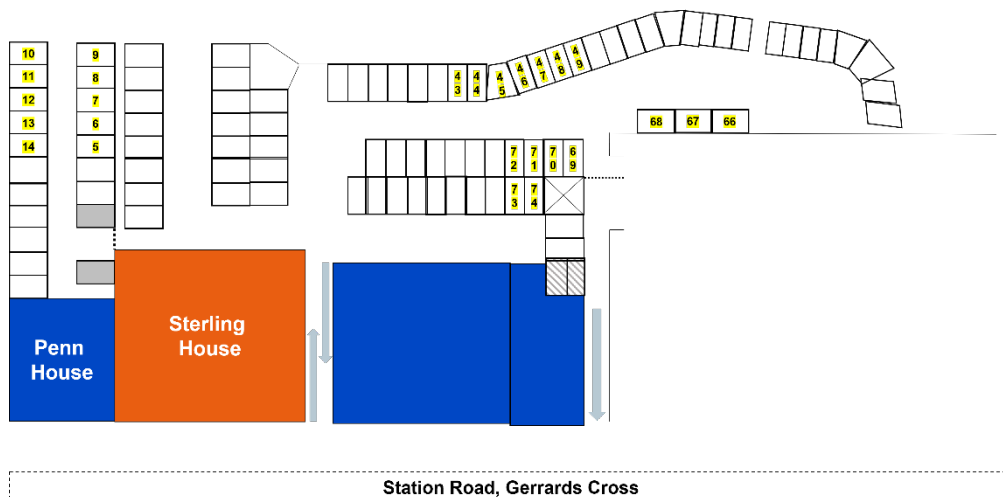 10 9
11 8
12 7
13 6
14 5
43 44 45 46 47 48 49
68 67 66
72 71 70 69
73 74
Penn
House
Sterling
House
Station Road, Gerrards Cross